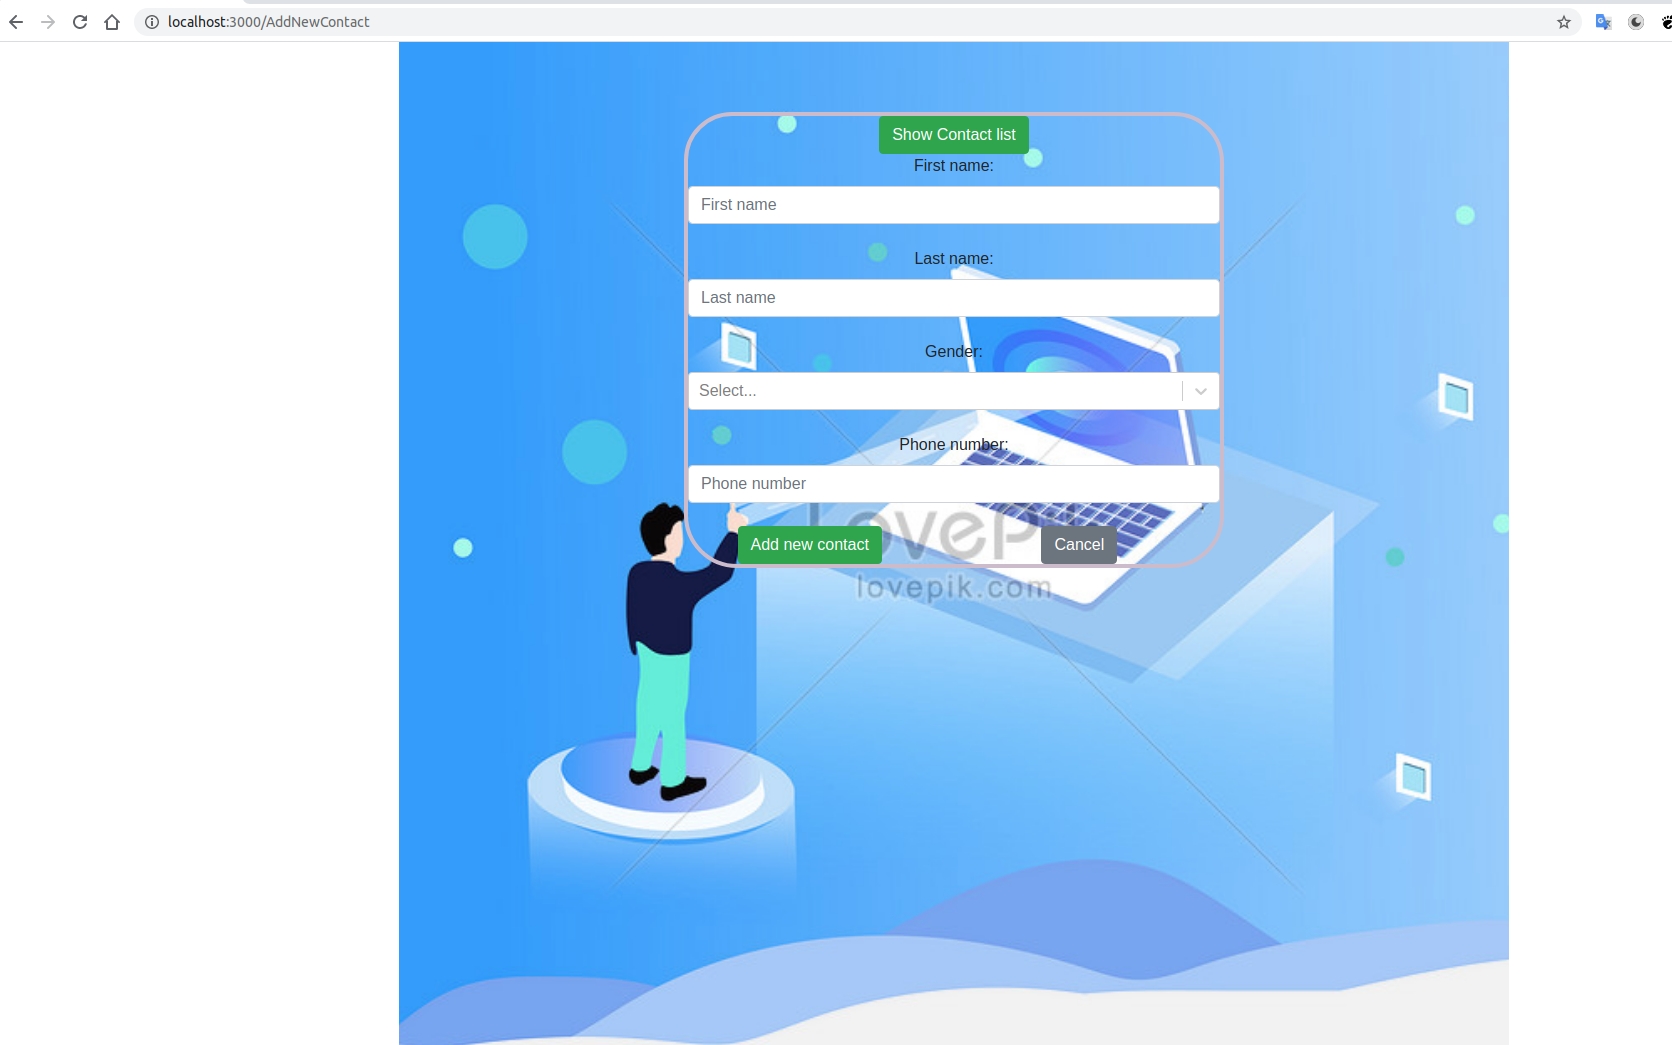 localhost:3000/AddNewContact
Show Contact list
First name:
First name
Last name:
Last name
Gender:
Select...
Phone number:
Phone number
Add new contact
Cancel
lovepik.com